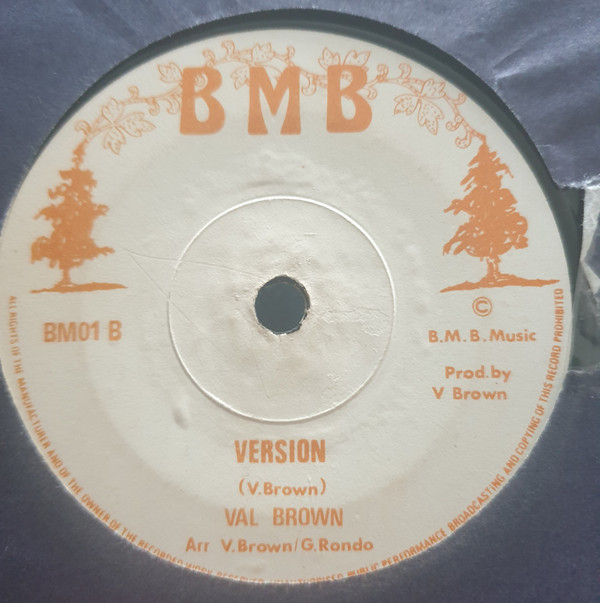 BMB
BM01 B
©
B.M.B.Music
Prod.by
V Brown
VERSION
(V.Brown)
VAL BROWN
Arr V.Brown/G.Rondo
ALL RIGHTS OF THE MANUFACTURER AND OF THE OWNER OF THE RECORDED WORK RESERVED UNAUTHORISED PUBLIC PERFORMANCE BROADCASTING AND COPYING OF THIS RECORD PROHIBITED